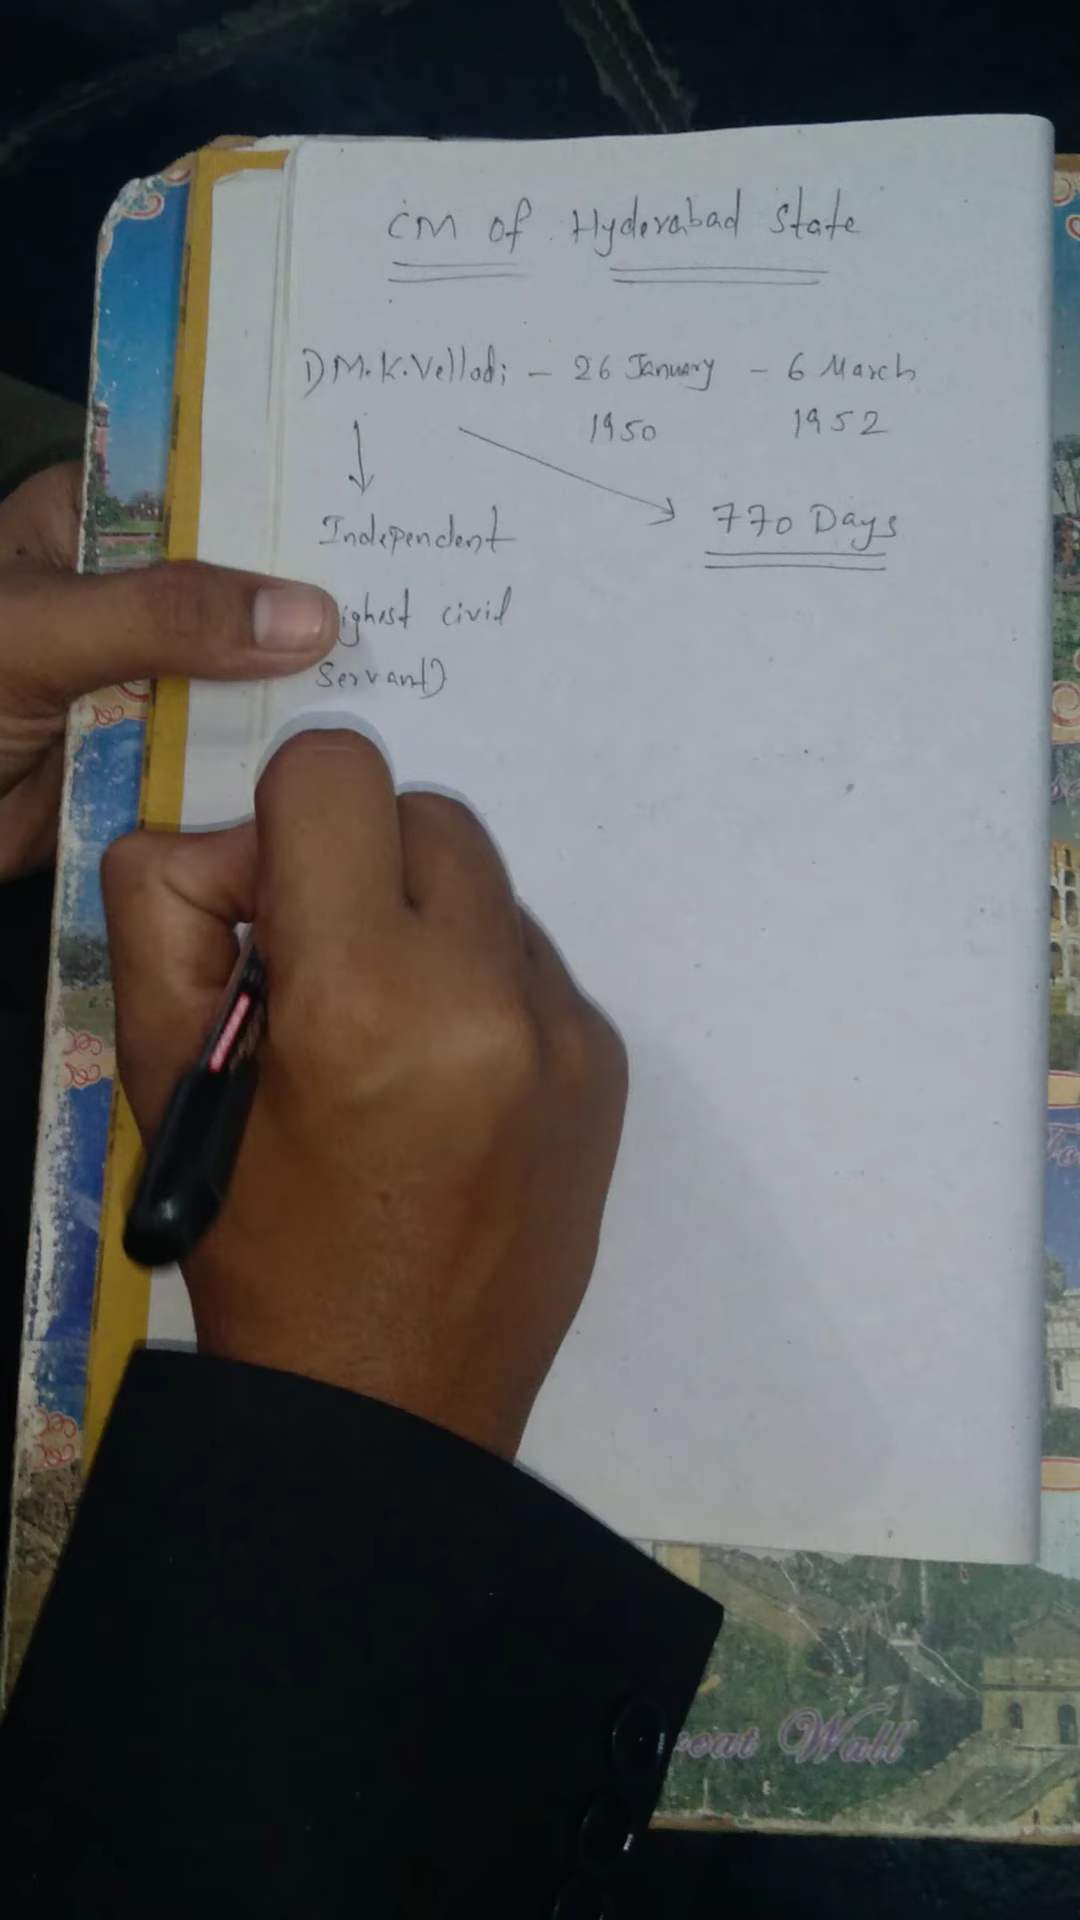 CM of Hyderabad State
1) M.K.Vellodi - 26 January - 6 March
1950 1952
Independent
770 Days
ighest civil
Servant)
Great Wall